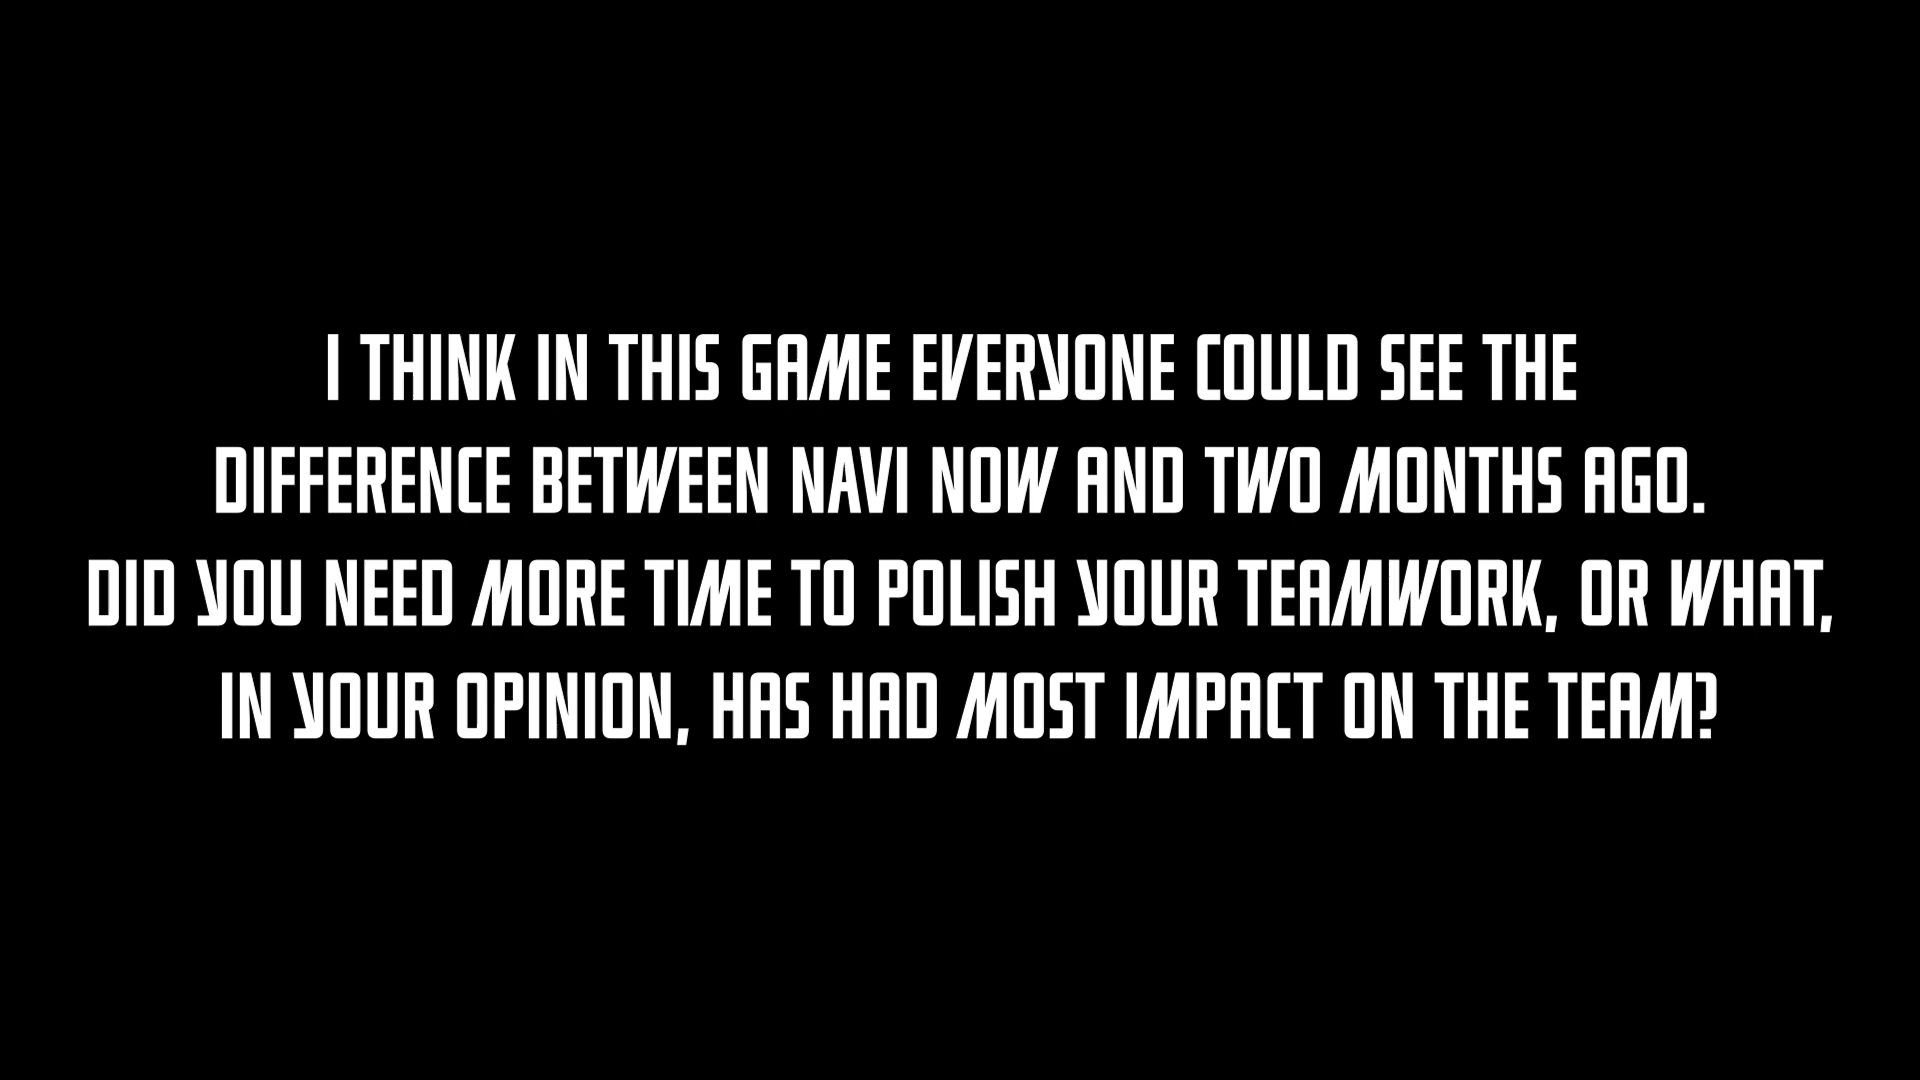 I THINK IN THIS GAME EVERYONE COULD SEE THE
DIFFERENCE BETWEEN NAVI NOW AND TWO MONTHS AGO.
DID YOU NEED MORE TIME TO POLISH YOUR TEAMWORK, OR WHAT,
IN YOUR OPINION, HAS HAD MOST IMPACT ON THE TEAM?